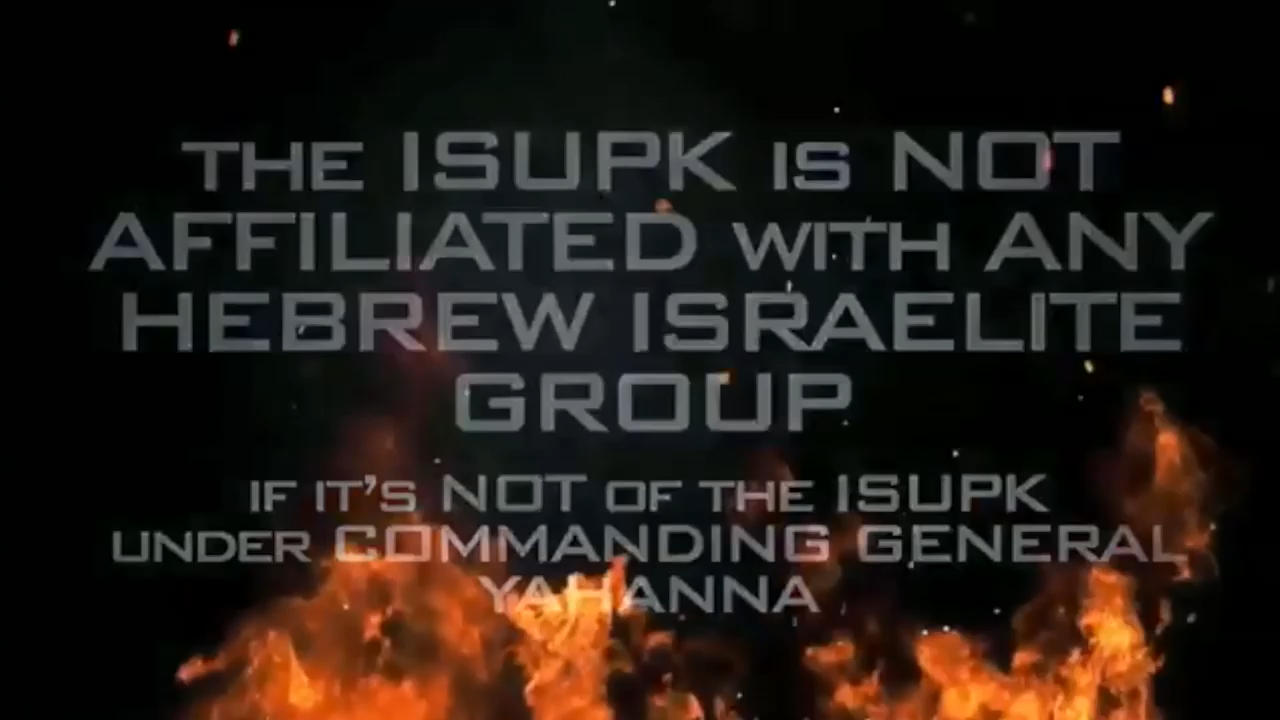 THE ISUPK IS NOT
AFFILIATED WITH ANY
HEBREW ISRAELITE
GROUP
IF IT'S NOT OF THE ISUPK
UNDER COMMANDING GENERAL
YAHANNA